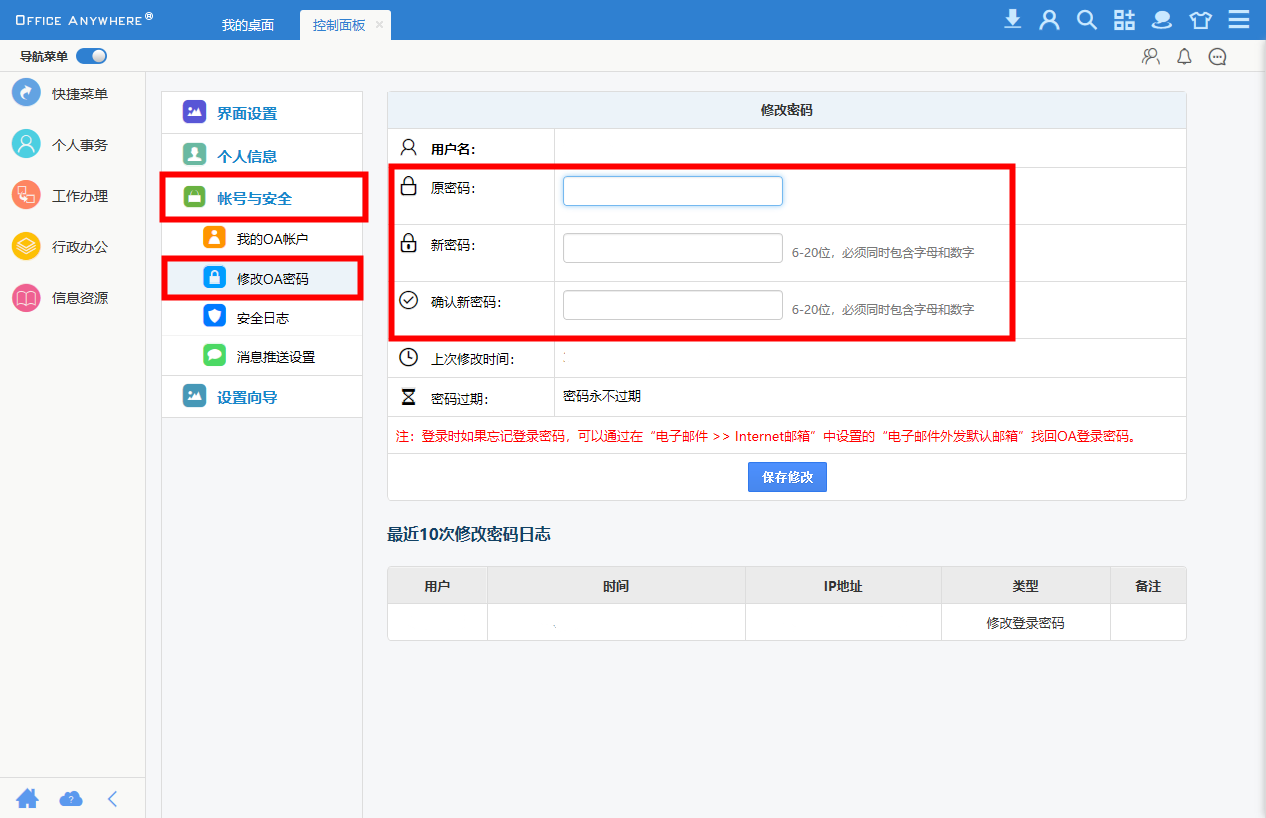 OFFICE ANYWHERE®
我的桌面
控制面板 ×
导航菜单
快捷菜单
个人事务
工作办理
行政办公
信息资源
界面设置
个人信息
帐号与安全
我的OA帐户
修改OA密码
安全日志
消息推送设置
设置向导
修改密码
用户名:
原密码:
新密码:
6-20位，必须同时包含字母和数字
确认新密码:
6-20位，必须同时包含字母和数字
上次修改时间:
密码过期:
密码永不过期
注: 登录时如果忘记登录密码，可以通过在“电子邮件 >> Internet邮箱”中设置的“电子邮件外发默认邮箱”找回OA登录密码。
保存修改
最近10次修改密码日志
用户 时间 IP地址 类型 备注
修改登录密码